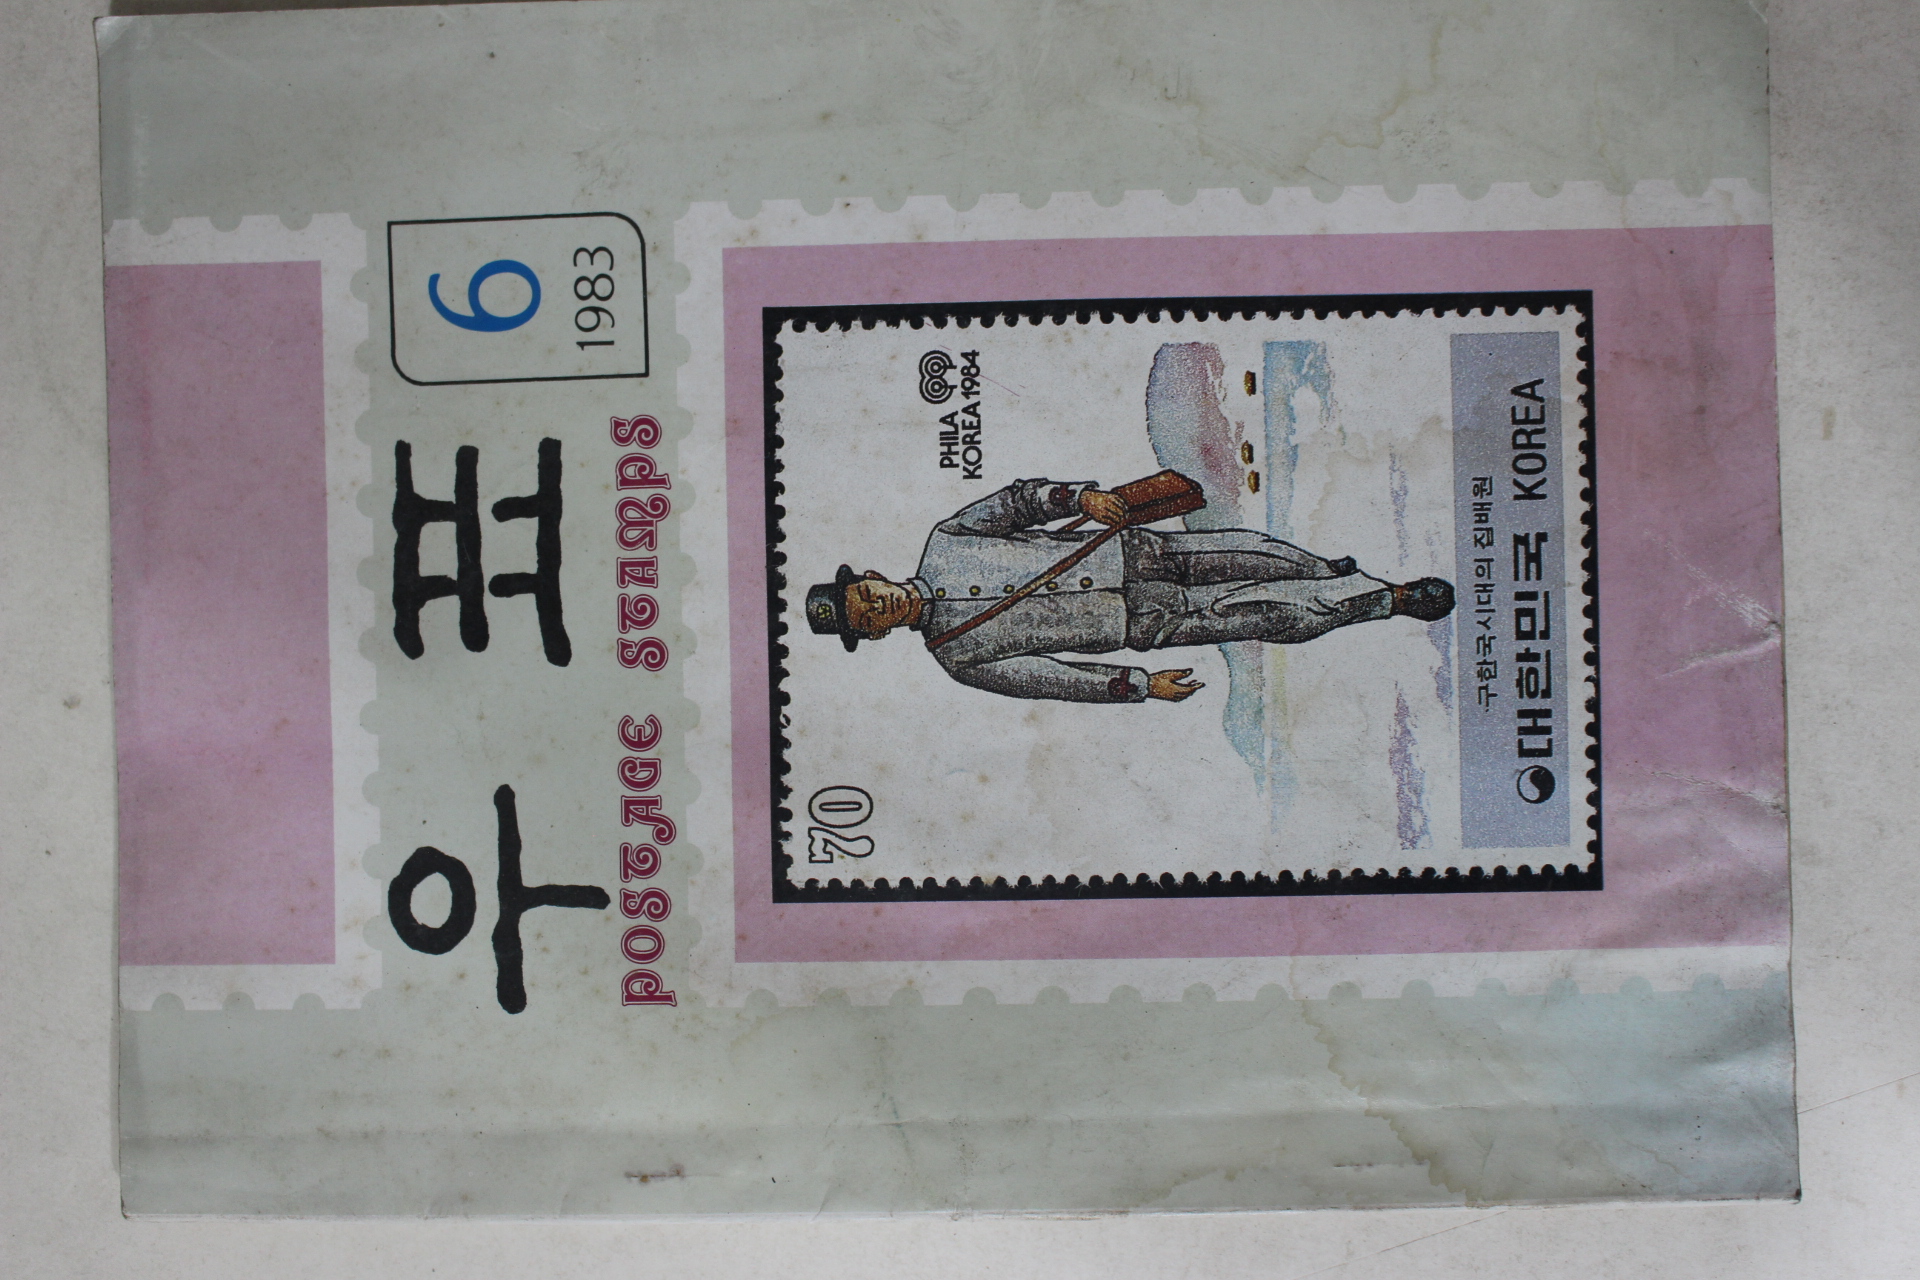 우표
6
1983
POSTAGE STAMPS
70
PHILA
KOREA 1984
·구한국시대의 집배원
대한민국 KOREA